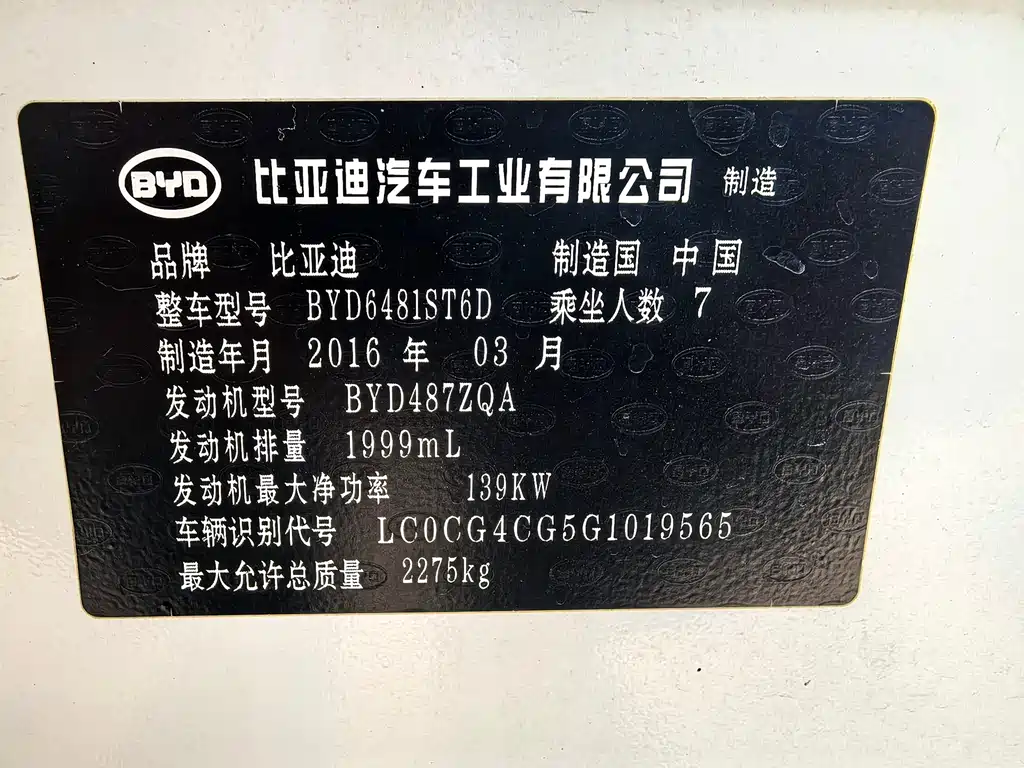 BYD 比亚迪汽车工业有限公司 制造
品牌 比亚迪 制造国 中国
整车型号 BYD6481ST6D 乘坐人数 7
制造年月 2016 年 03 月
发动机型号 BYD487ZQA
发动机排量 1999mL
发动机最大净功率 139KW
车辆识别代号 LC0CG4CG5G1019565
最大允许总质量 2275kg